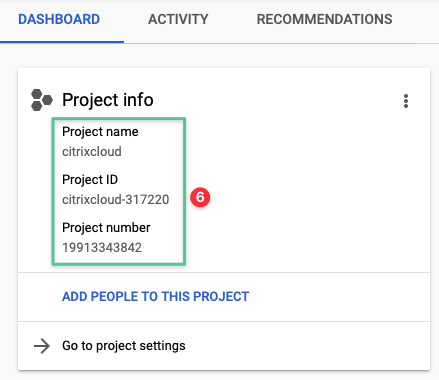 DASHBOARD ACTIVITY RECOMMENDATIONS
Project info
Project name
citrixcloud
Project ID
citrixcloud-317220
6
Project number
19913343842
ADD PEOPLE TO THIS PROJECT
Go to project settings